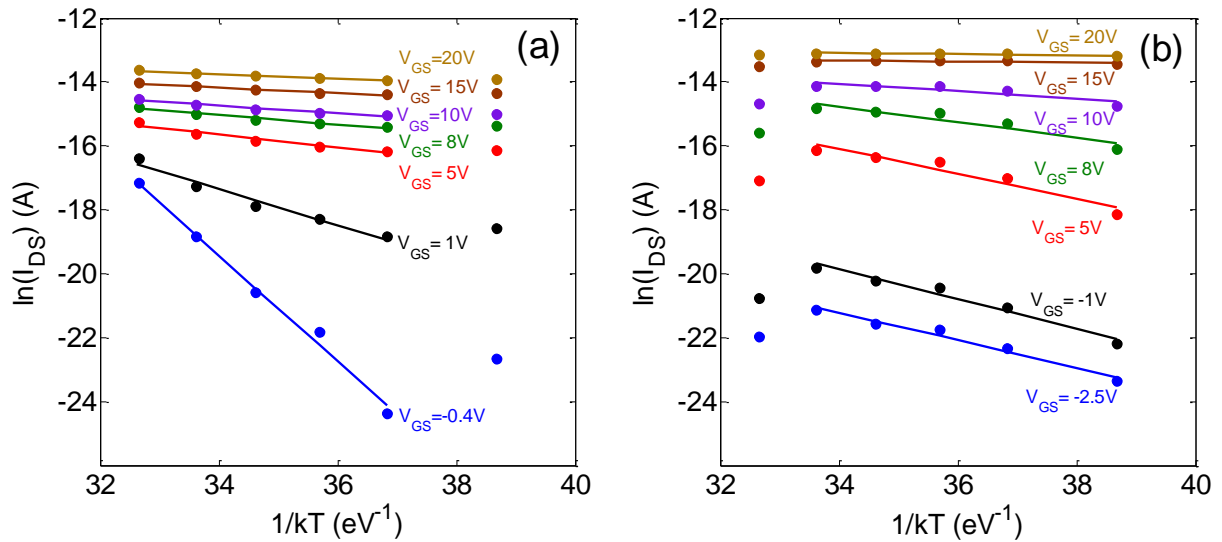 -12
-14
-16
-18
-20
-22
-24
ln(I_DS) (A)
(a)
V_GS=20V
V_GS= 15V
V_GS= 10V
V_GS= 8V
V_GS= 5V
V_GS= 1V
V_GS=-0.4V
32
34
36
38
40
1/kT (eV^-1)
-12
-14
-16
-18
-20
-22
-24
ln(I_DS) (A)
(b)
V_GS= 20V
V_GS= 15V
V_GS= 10V
V_GS= 8V
V_GS= 5V
V_GS= -1V
V_GS= -2.5V
32
34
36
38
40
1/kT (eV^-1)